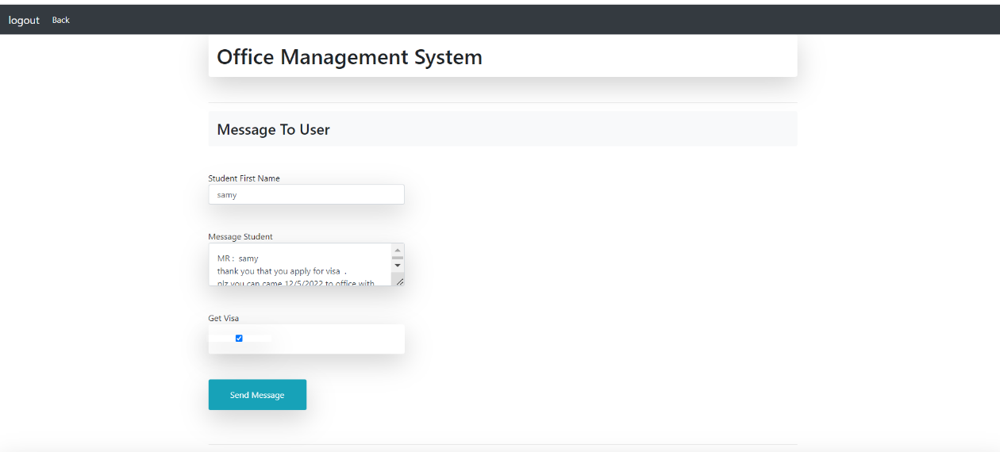 logout Back
Office Management System
Message To User
Student First Name
samy
Message Student
MR : samy
thank you that you apply for visa .
plz you can came 12/5/2022 to office with
Get Visa
Send Message